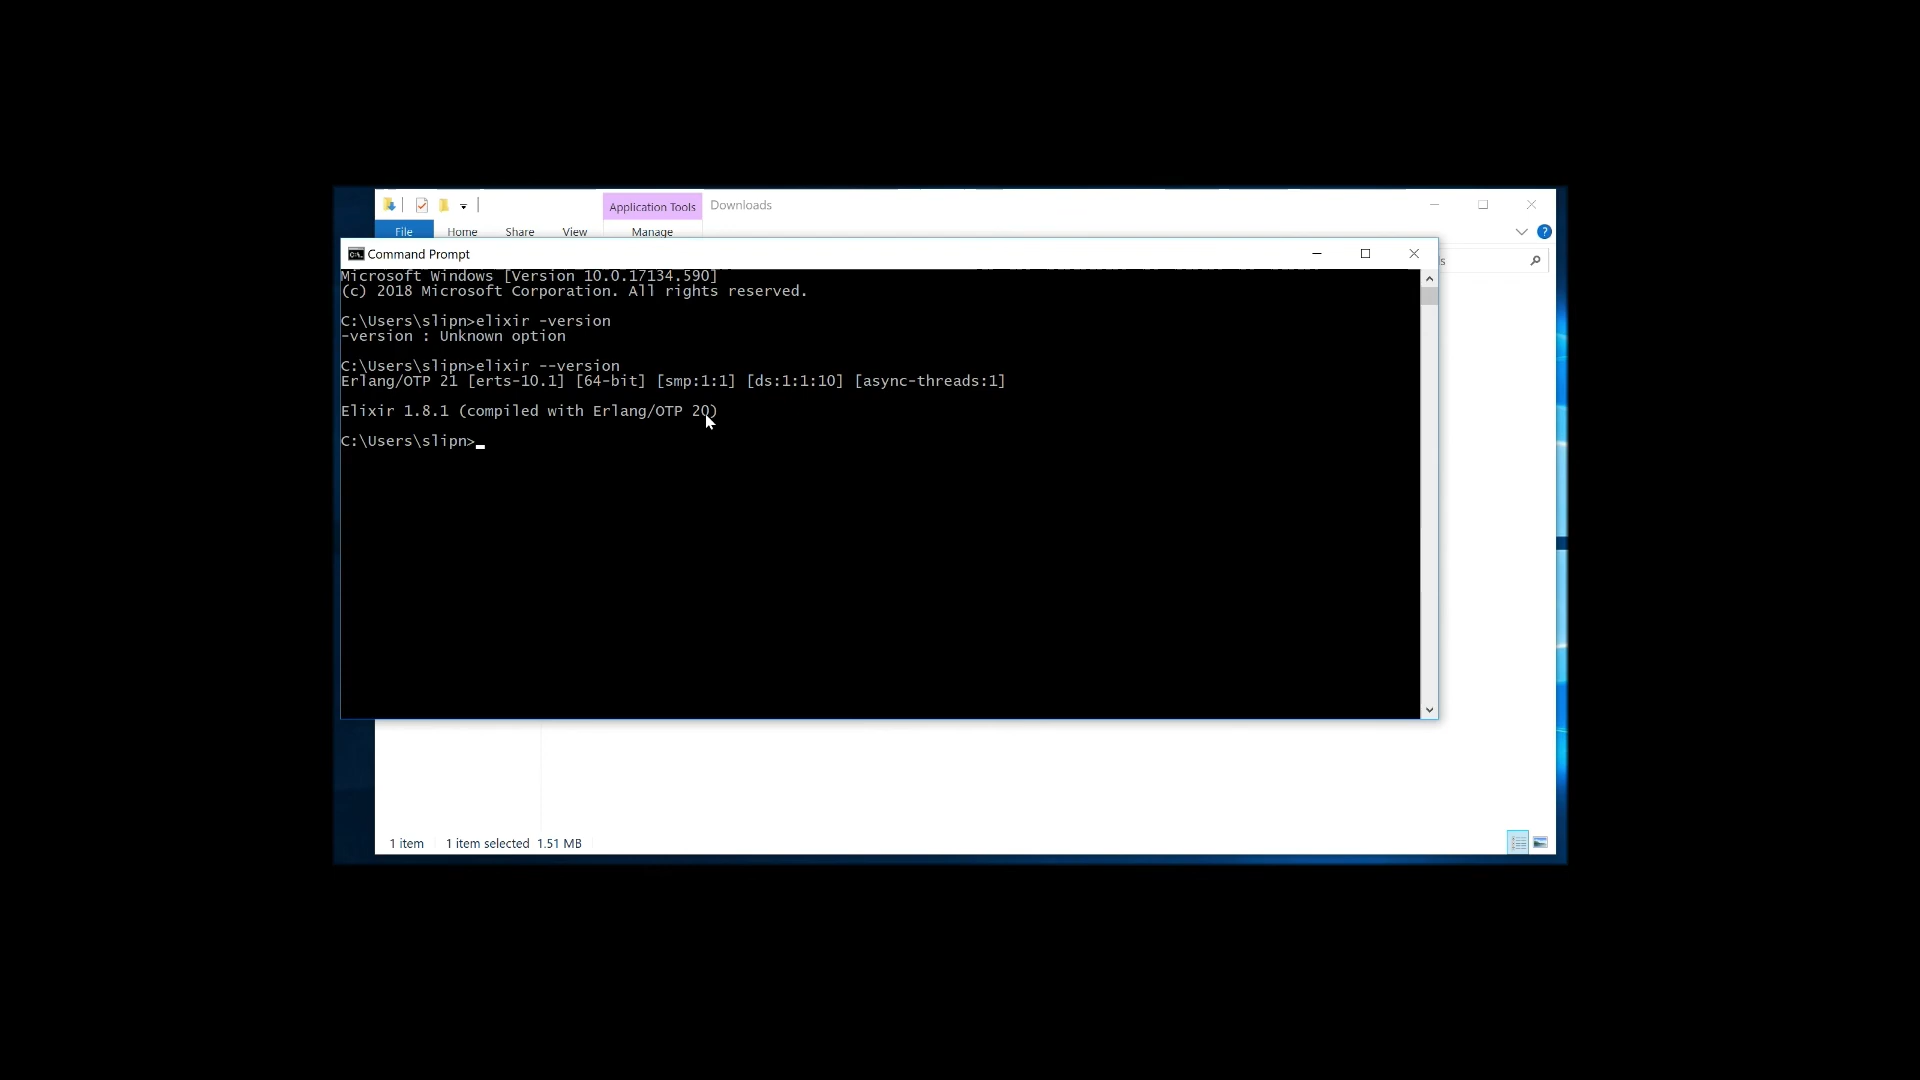 Application Tools Downloads
File Home Share View Manage
Command Prompt
Microsoft Windows [Version 10.0.17134.590]
(c) 2018 Microsoft Corporation. All rights reserved.
C:\Users\slipn>elixir -version
-version : Unknown option
C:\Users\slipn>elixir --version
Erlang/OTP 21 [erts-10.1] [64-bit] [smp:1:1] [ds:1:1:10] [async-threads:1]
Elixir 1.8.1 (compiled with Erlang/OTP 20)
C:\Users\slipn>
1 item 1 item selected 1.51 MB